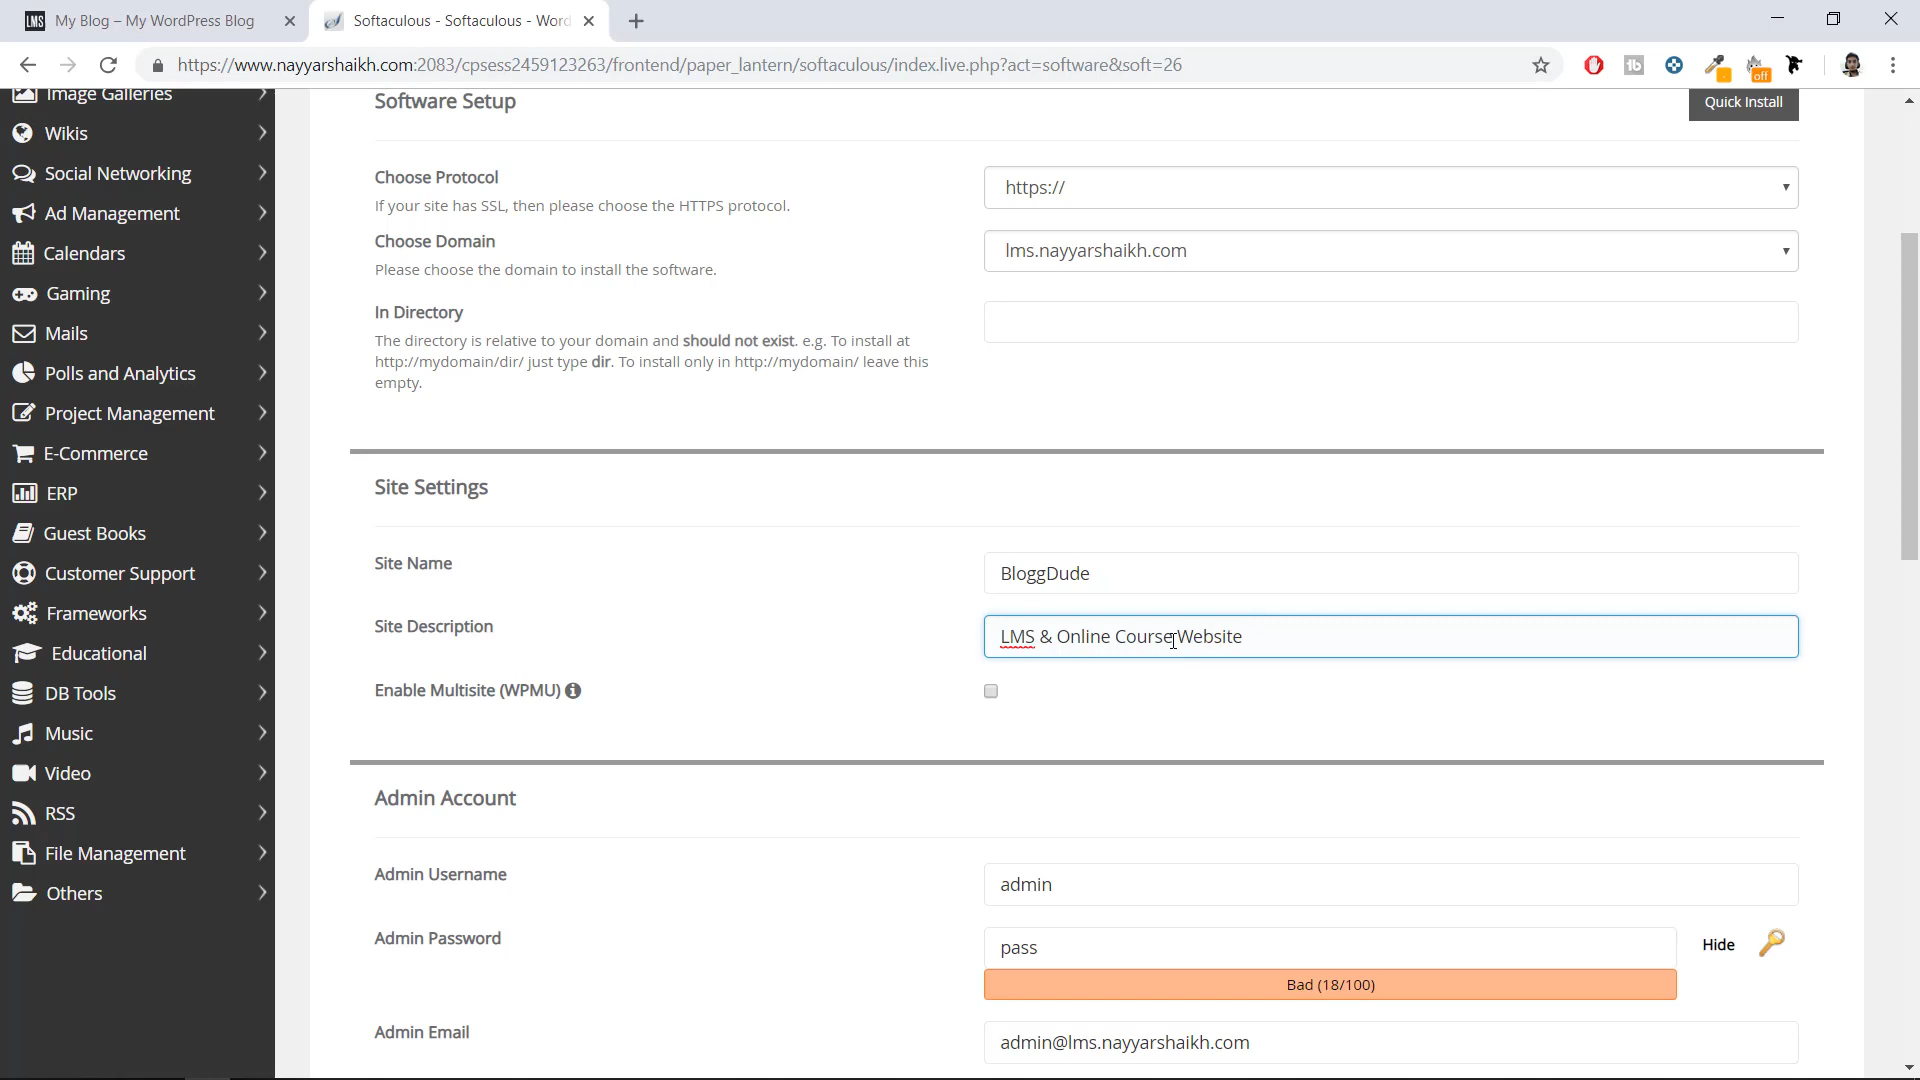 LMS My Blog – My WordPress Blog
Softaculous - Softaculous - Word
https://www.nayyarshaikh.com:2083/cpsess2459123263/frontend/paper_lantern/softaculous/index.live.php?act=software&soft=26
tb
off
Image Galleries
Wikis
Social Networking
Ad Management
Calendars
Gaming
Mails
Polls and Analytics
Project Management
E-Commerce
ERP
Guest Books
Customer Support
Frameworks
Educational
DB Tools
Music
Video
RSS
File Management
Others
Software Setup
Quick Install
Choose Protocol
If your site has SSL, then please choose the HTTPS protocol.
https://
Choose Domain
Please choose the domain to install the software.
lms.nayyarshaikh.com
In Directory
The directory is relative to your domain and should not exist. e.g. To install at
http://mydomain/dir/ just type dir. To install only in http://mydomain/ leave this
empty.
Site Settings
Site Name
BloggDude
Site Description
LMS & Online Course Website
Enable Multisite (WPMU)
Admin Account
Admin Username
admin
Admin Password
pass
Hide
Bad (18/100)
Admin Email
admin@lms.nayyarshaikh.com